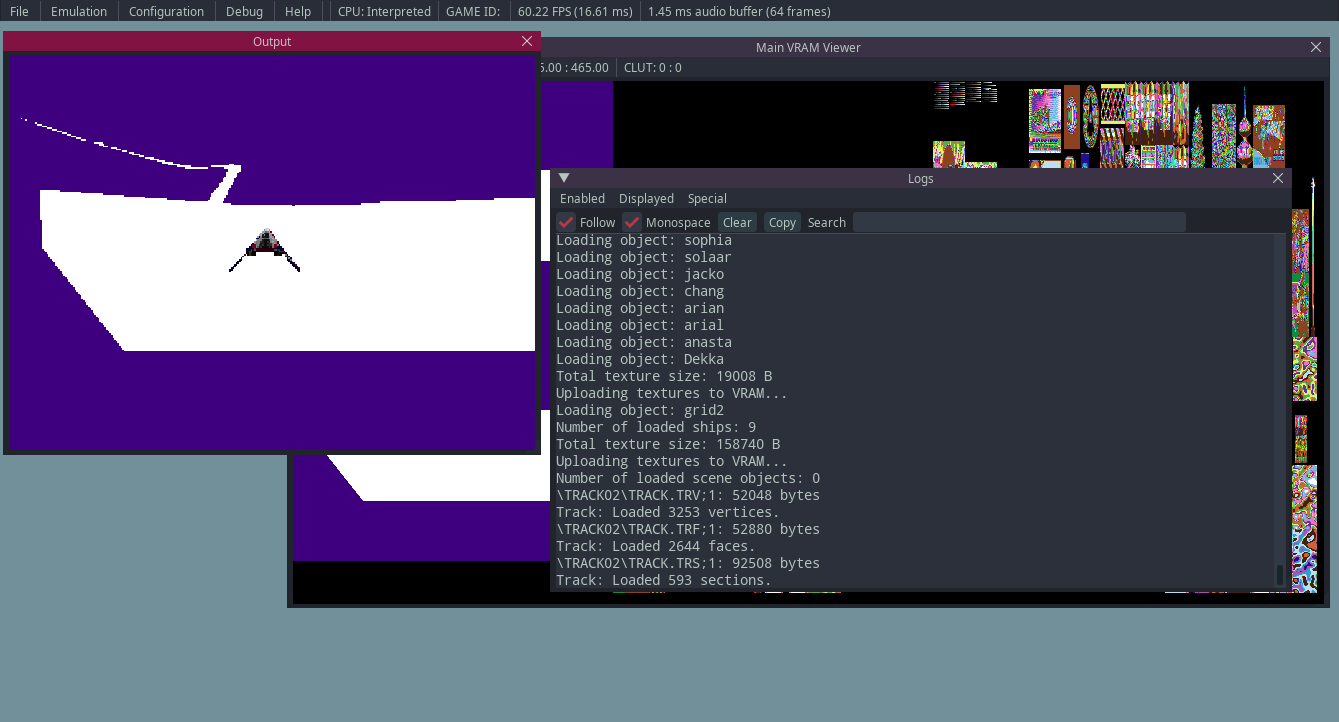 File Emulation Configuration Debug Help CPU: Interpreted GAME ID: 60.22 FPS (16.61 ms) 1.45 ms audio buffer (64 frames)
Output
Main VRAM Viewer
5.00 : 465.00 CLUT: 0 : 0
Logs
Enabled Displayed Special
Follow Monospace Clear Copy Search
Loading object: sophia
Loading object: solaar
Loading object: jacko
Loading object: chang
Loading object: arian
Loading object: arial
Loading object: anasta
Loading object: Dekka
Total texture size: 19008 B
Uploading textures to VRAM...
Loading object: grid2
Number of loaded ships: 9
Total texture size: 158740 B
Uploading textures to VRAM...
Number of loaded scene objects: 0
\TRACK02\TRACK.TRV;1: 52048 bytes
Track: Loaded 3253 vertices.
\TRACK02\TRACK.TRF;1: 52880 bytes
Track: Loaded 2644 faces.
\TRACK02\TRACK.TRS;1: 92508 bytes
Track: Loaded 593 sections.